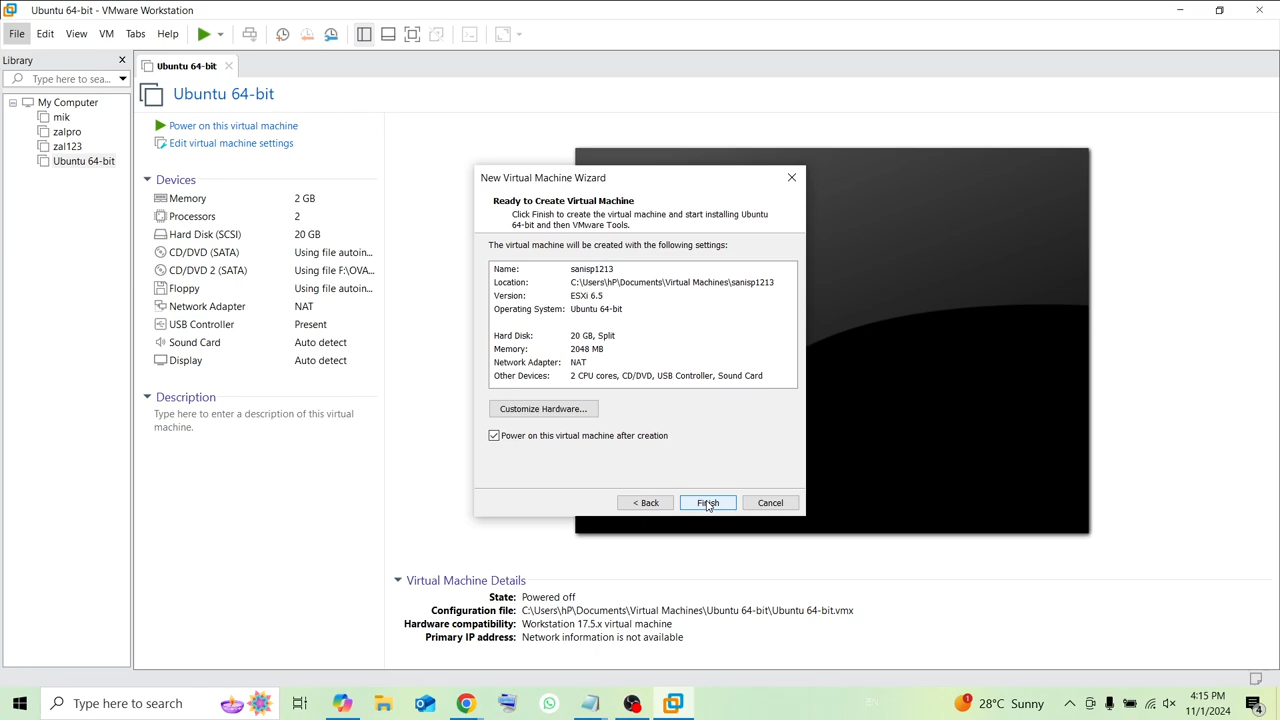 Ubuntu 64-bit - VMware Workstation
File Edit View VM Tabs Help
Library
Type here to sea...
My Computer
mik
zalpro
zal123
Ubuntu 64-bit
Ubuntu 64-bit
Ubuntu 64-bit
Power on this virtual machine
Edit virtual machine settings
Devices
Memory 2 GB
Processors 2
Hard Disk (SCSI) 20 GB
CD/DVD (SATA) Using file autoin...
CD/DVD 2 (SATA) Using file F:\OVA...
Floppy Using file autoin...
Network Adapter NAT
USB Controller Present
Sound Card Auto detect
Display Auto detect
Description
Type here to enter a description of this virtual
machine.
New Virtual Machine Wizard
Ready to Create Virtual Machine
Click Finish to create the virtual machine and start installing Ubuntu
64-bit and then VMware Tools.
The virtual machine will be created with the following settings:
Name: sanisp1213
Location: C:\Users\hP\Documents\Virtual Machines\sanisp1213
Version: ESXi 6.5
Operating System: Ubuntu 64-bit
Hard Disk: 20 GB, Split
Memory: 2048 MB
Network Adapter: NAT
Other Devices: 2 CPU cores, CD/DVD, USB Controller, Sound Card
Customize Hardware...
Power on this virtual machine after creation
< Back Finish Cancel
Virtual Machine Details
State: Powered off
Configuration file: C:\Users\hP\Documents\Virtual Machines\Ubuntu 64-bit\Ubuntu 64-bit.vmx
Hardware compatibility: Workstation 17.5.x virtual machine
Primary IP address: Network information is not available
Type here to search
EN
1
28°C Sunny
4:15 PM
11/1/2024
4